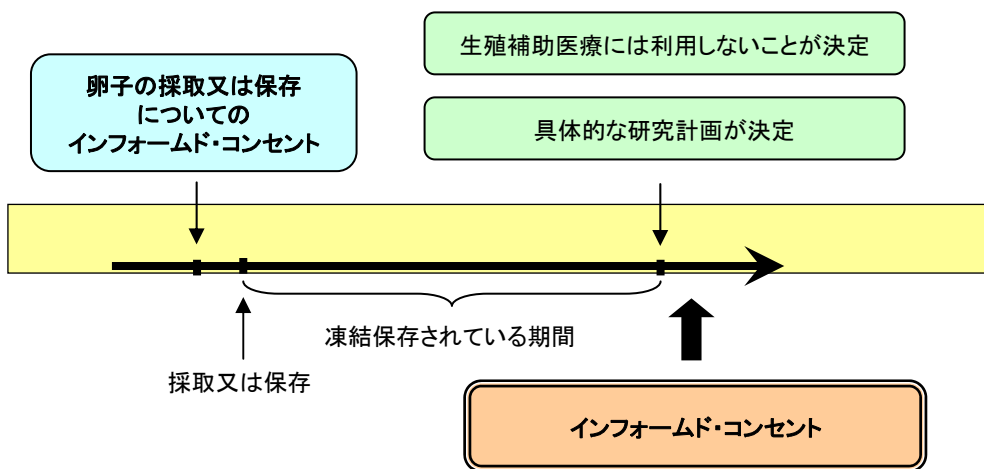 生殖補助医療には利用しないことが決定
卵子の採取又は保存
についての
インフォームド・コンセント
具体的な研究計画が決定
凍結保存されている期間
採取又は保存
インフォームド・コンセント